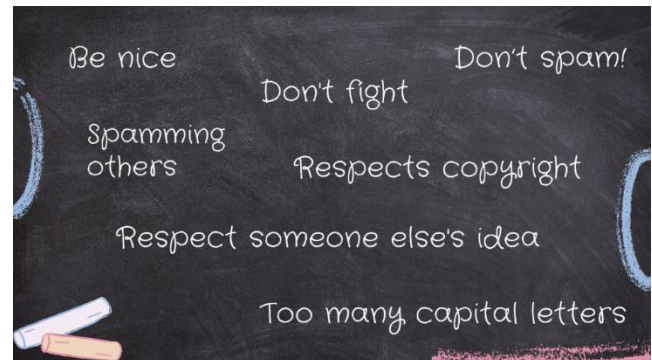 Be nice
Don't spam!
Don't fight
Spamming
others
Respects copyright
Respect someone else's idea
Too many capital letters